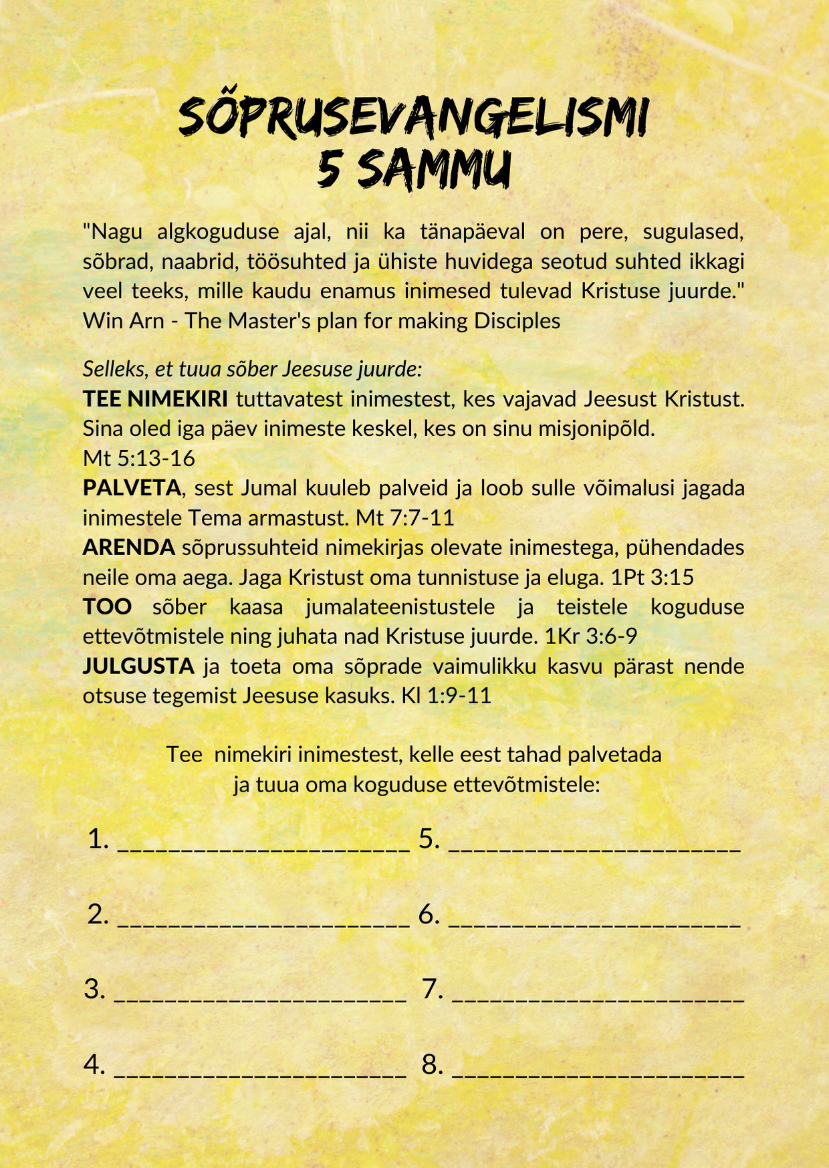 SÕPRUSEVANGELISMI
5 SAMMU
"Nagu algkoguduse ajal, nii ka tänapäeval on pere, sugulased,
sõbrad, naabrid, töösuhted ja ühiste huvidega seotud suhted ikkagi
veel teeks, mille kaudu enamus inimesed tulevad Kristuse juurde."
Win Arn - The Master's plan for making Disciples
Selleks, et tuua sõber Jeesuse juurde:
TEE NIMEKIRI tuttavatest inimestest, kes vajavad Jeesust Kristust.
Sina oled iga päev inimeste keskel, kes on sinu misjonipõld.
Mt 5:13-16
PALVETA, sest Jumal kuuleb palveid ja loob sulle võimalusi jagada
inimestele Tema armastust. Mt 7:7-11
ARENDA sõprussuhteid nimekirjas olevate inimestega, pühendades
neile oma aega. Jaga Kristust oma tunnistuse ja eluga. 1Pt 3:15
TOO sõber kaasa jumalateenistustele ja teistele koguduse
ettevõtmistele ning juhata nad Kristuse juurde. 1Kr 3:6-9
JULGUSTA ja toeta oma sõprade vaimulikku kasvu pärast nende
otsuse tegemist Jeesuse kasuks. Kl 1:9-11
Tee nimekiri inimestest, kelle eest tahad palvetada
ja tuua oma koguduse ettevõtmistele:
1. _______________________ 5. _______________________
2. _______________________ 6. _______________________
3. _______________________ 7. _______________________
4. _______________________ 8. _______________________